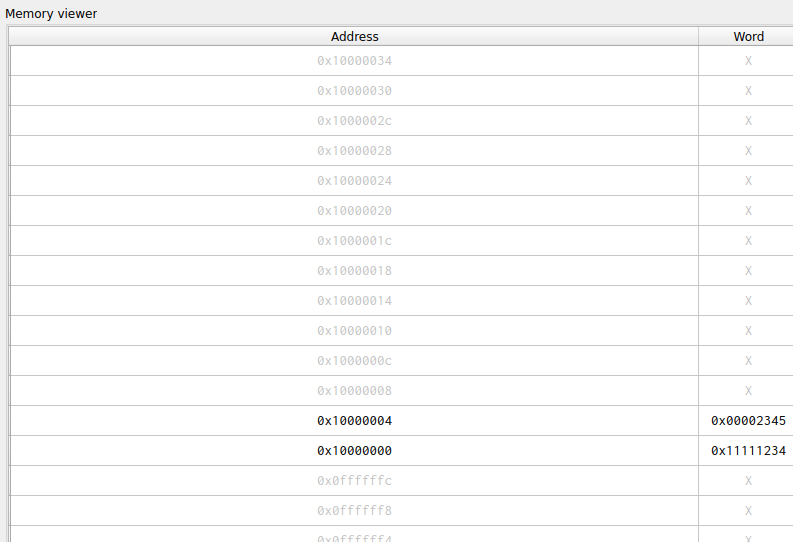 Memory viewer
Address Word
0x10000034 X
0x10000030 X
0x1000002c X
0x10000028 X
0x10000024 X
0x10000020 X
0x1000001c X
0x10000018 X
0x10000014 X
0x10000010 X
0x1000000c X
0x10000008 X
0x10000004 0x00002345
0x10000000 0x11111234
0x0ffffffc X
0x0ffffff8 X
0x0ffffff4 X